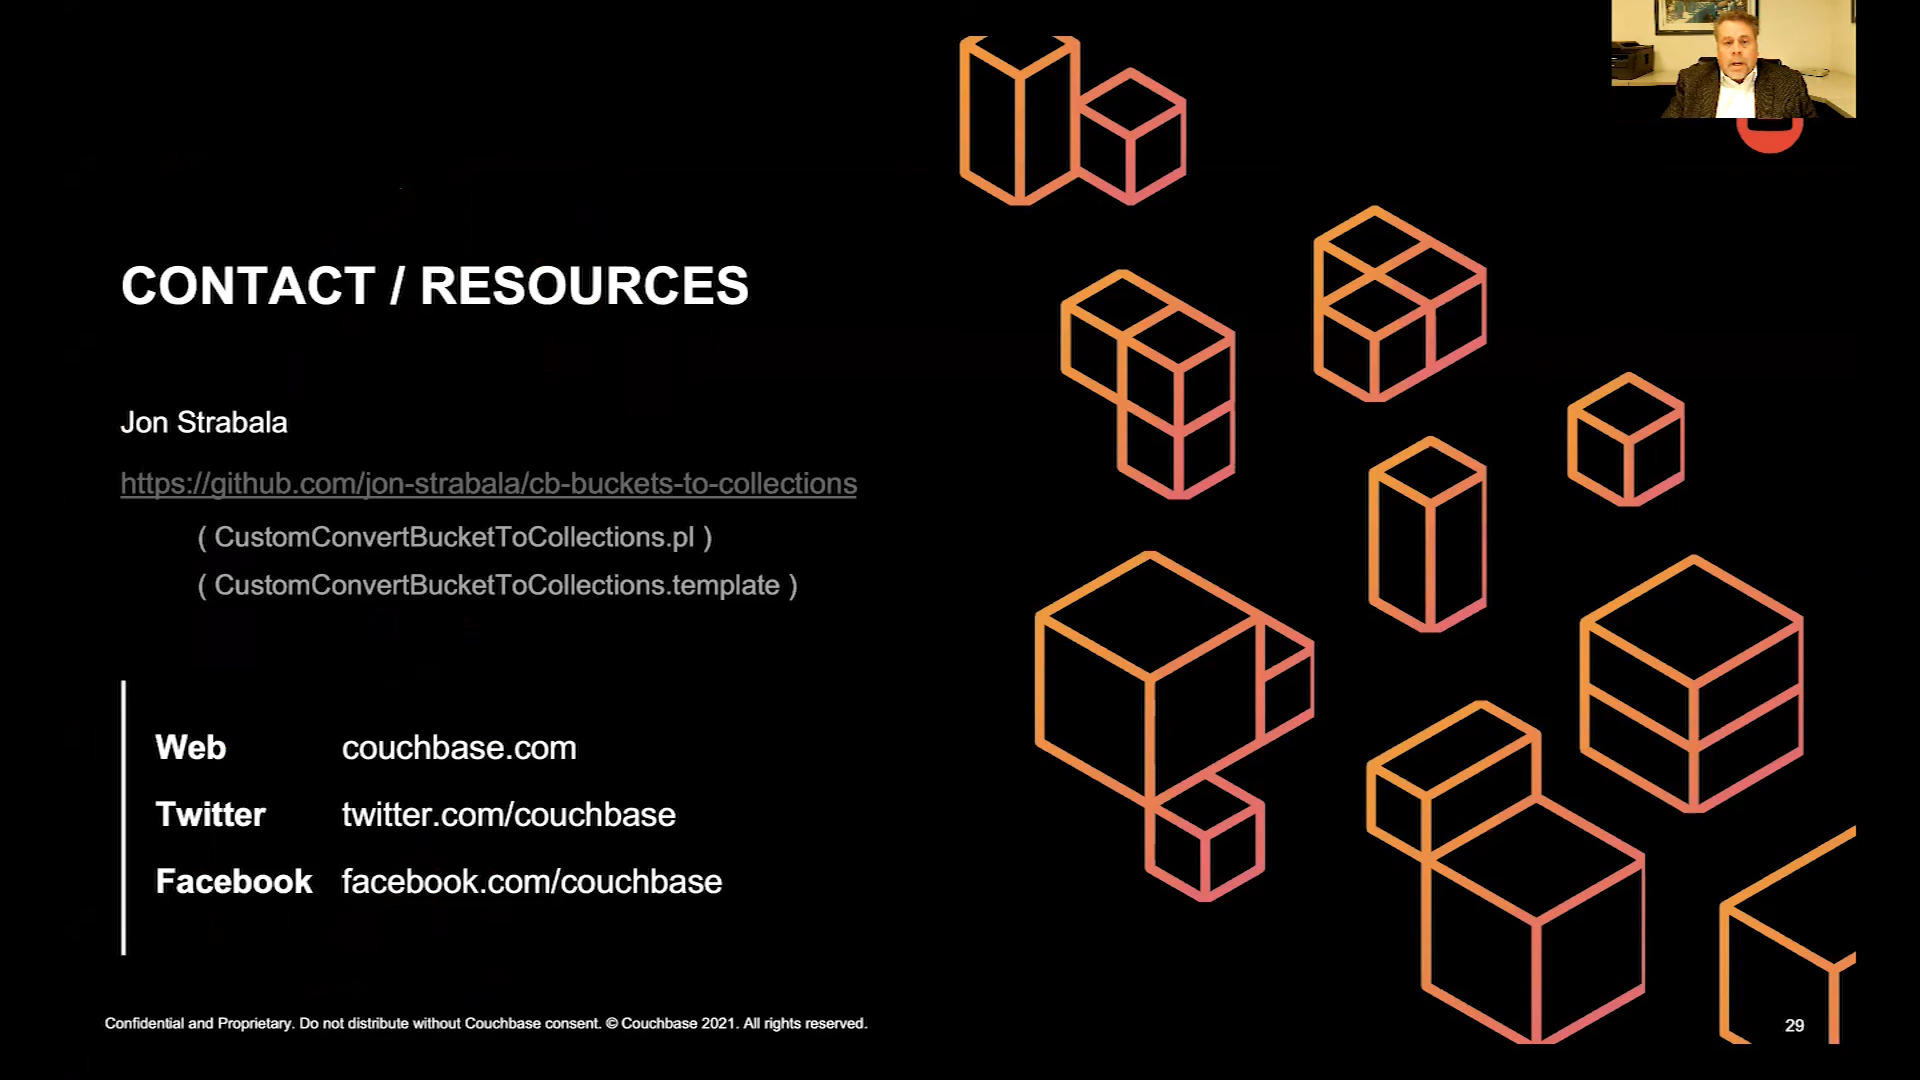 CONTACT / RESOURCES
Jon Strabala
https://github.com/jon-strabala/cb-buckets-to-collections
( CustomConvertBucketToCollections.pl )
( CustomConvertBucketToCollections.template )
Web couchbase.com
Twitter twitter.com/couchbase
Facebook facebook.com/couchbase
Confidential and Proprietary. Do not distribute without Couchbase consent. © Couchbase 2021. All rights reserved.
29